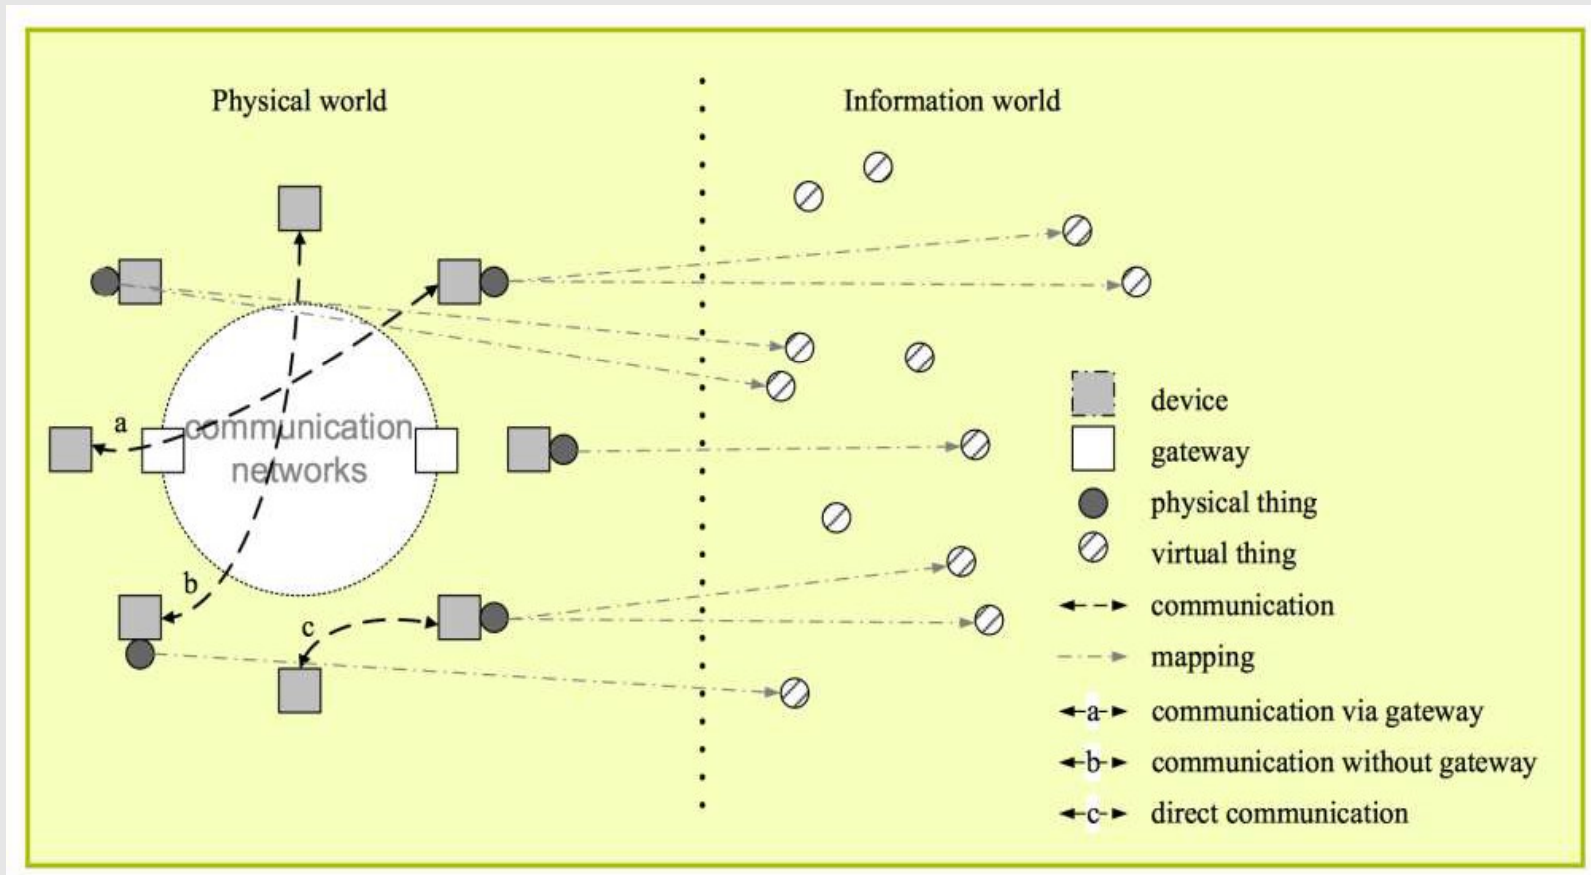 Physical world
Information world
a
communication
networks
b
c
device
gateway
physical thing
virtual thing
communication
mapping
a communication via gateway
b communication without gateway
c direct communication